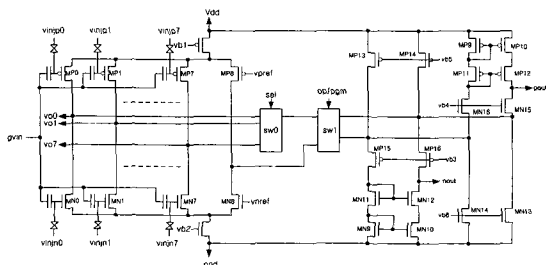 vinjp0 vinjp1 vinjp7 Vdd
vb1 MP13 MP14 MP9 MP10
MP0 MP1 MP7 MP8 vpref vb5
sel op/pgm MP11 MP12
pout
vb4 MN16 MN15
gvin vo0
vo1
sw0 sw1
vo7
MP15 MP16 vb3
nout
MN0 MN1 MN7 MN8 vnref MN11 MN12 MN14 MN13
vb6
vinjn0 vinjn1 vinjn7 vb2 MN9 MN10
gnd